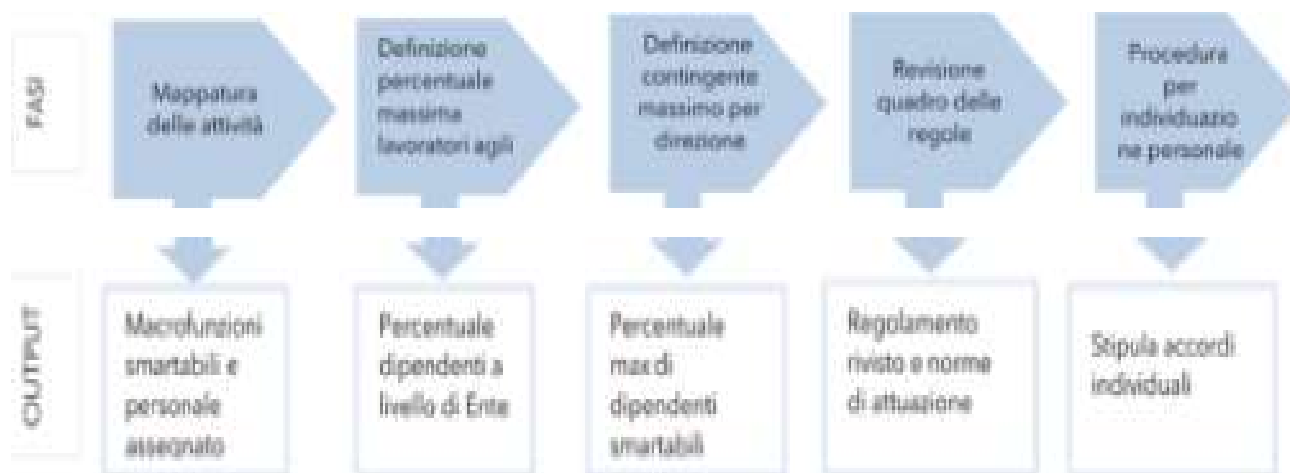 FASI
Mappatura
delle attività
Definizione
percentuale
massima
lavoratori agili
Definizione
contingente
massimo per
direzione
Revisione
quadro delle
regole
Procedura
per
individuazio
ne personale
OUTPUT
Macrofunzioni
smartabili e
personale
assegnato
Percentuale
dipendenti a
livello di Ente
Percentuale
max di
dipendenti
smartabili
Regolamento
rivisto e norme
di attuazione
Stipula accordi
individuali